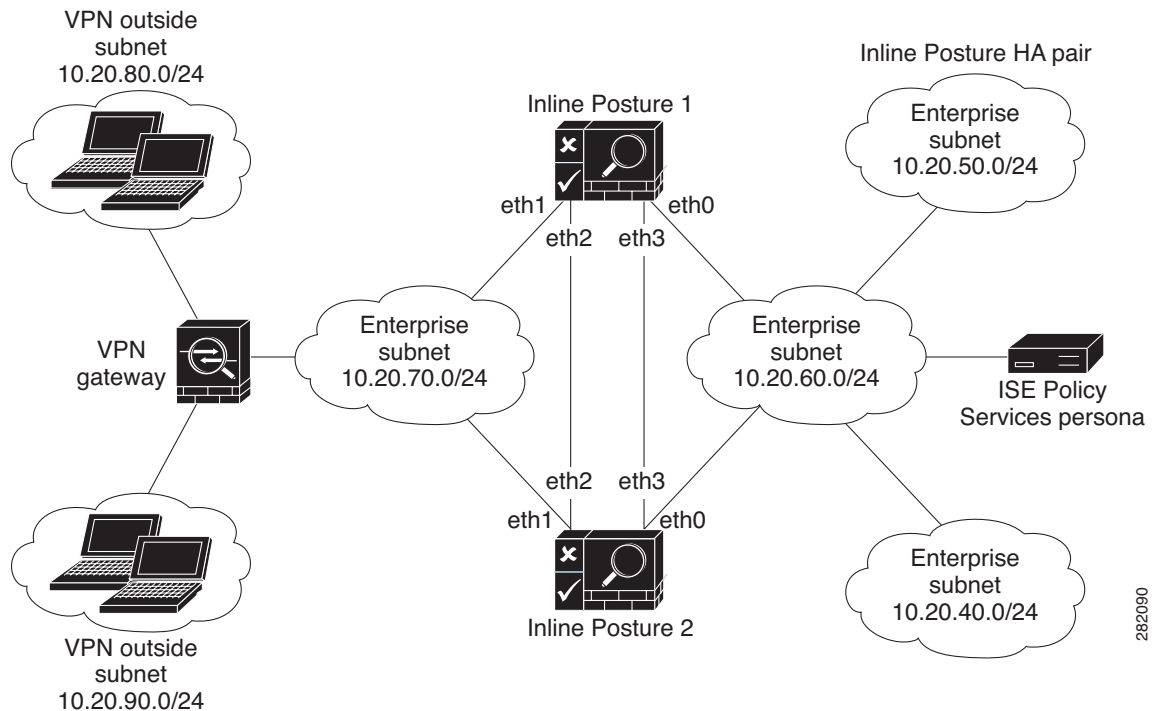 VPN outside
subnet
10.20.80.0/24
Inline Posture HA pair
Inline Posture 1
Enterprise
subnet
10.20.50.0/24
eth1
eth0
eth2
eth3
VPN
gateway
Enterprise
subnet
10.20.70.0/24
Enterprise
subnet
10.20.60.0/24
ISE Policy
Services persona
eth2
eth3
eth1
eth0
Inline Posture 2
Enterprise
subnet
10.20.40.0/24
VPN outside
subnet
10.20.90.0/24
282090